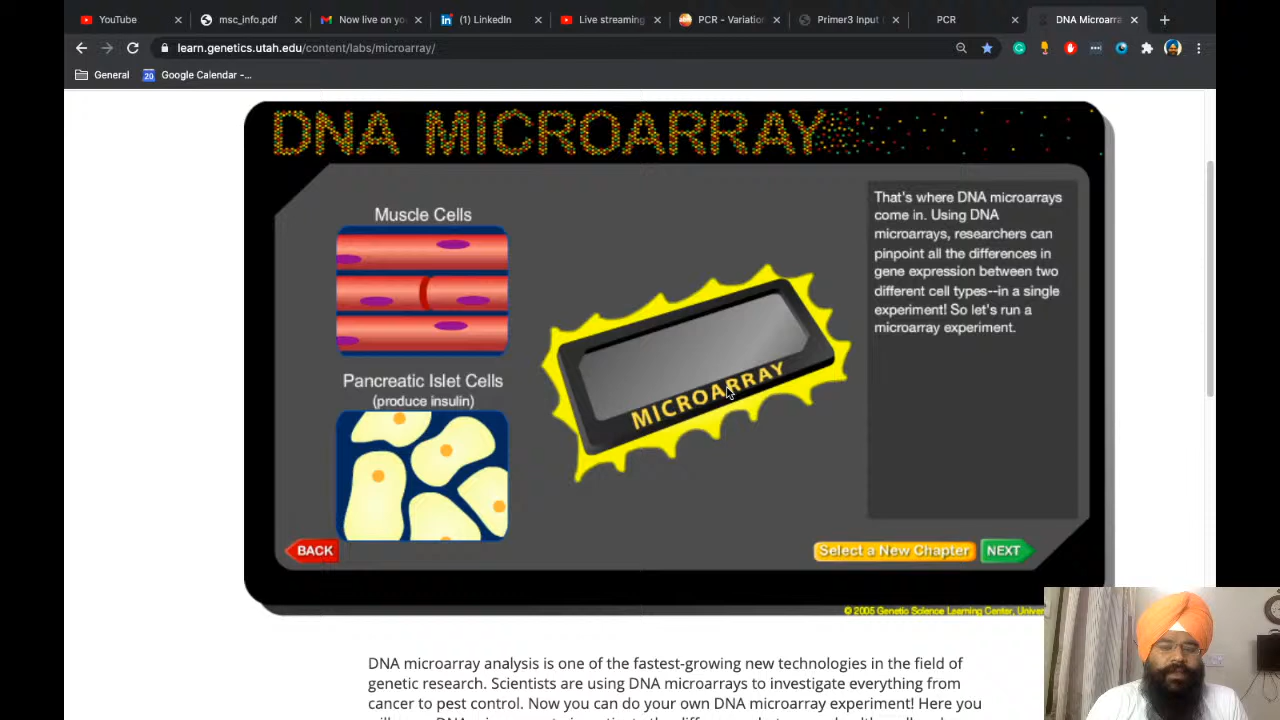 YouTube
msc_info.pdf
Now live on yo
(1) LinkedIn
Live streaming
PCR - Variation
Primer3 Input
PCR
DNA Microarra
learn.genetics.utah.edu/content/labs/microarray/
General
20
Google Calendar -...
DNA MICROARRAY
Muscle Cells
Pancreatic Islet Cells
(produce insulin)
MICROARRAY
That's where DNA microarrays
come in. Using DNA
microarrays, researchers can
pinpoint all the differences in
gene expression between two
different cell types--in a single
experiment! So let's run a
microarray experiment.
BACK
Select a New Chapter
NEXT
© 2005 Genetic Science Learning Center, Univer
DNA microarray analysis is one of the fastest-growing new technologies in the field of
genetic research. Scientists are using DNA microarrays to investigate everything from
cancer to pest control. Now you can do your own DNA microarray experiment! Here you